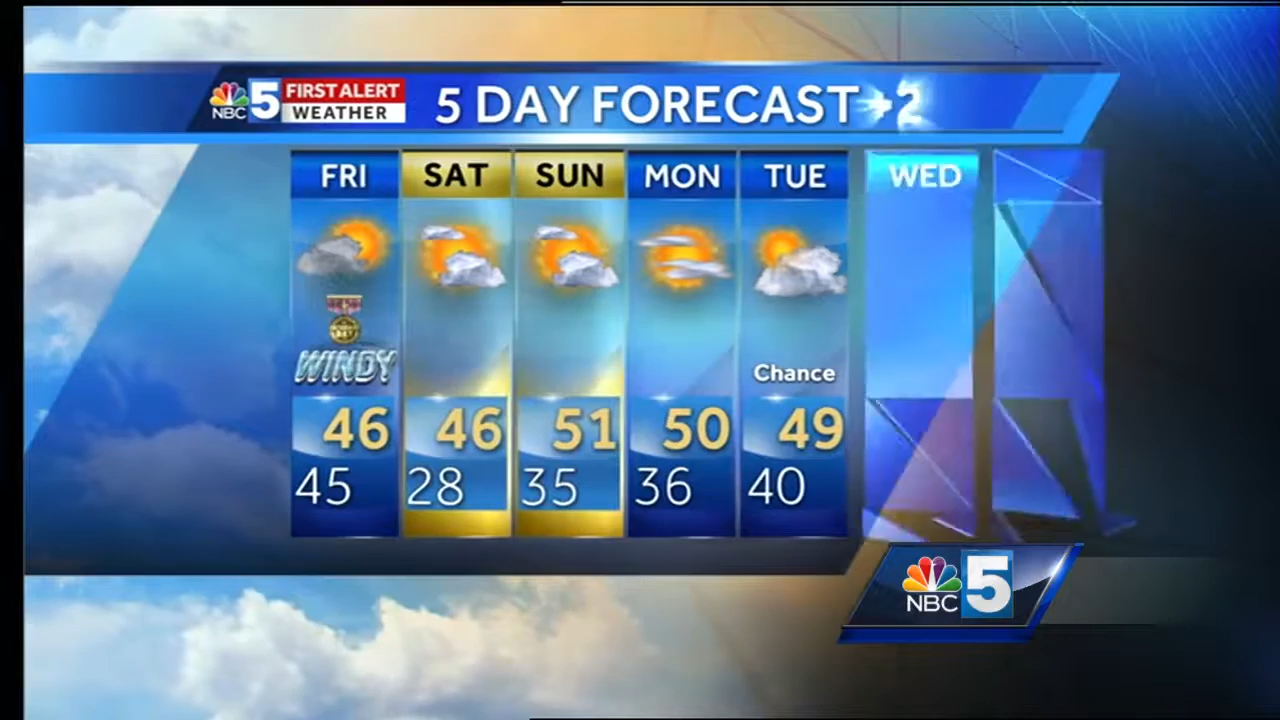 NBC 5 FIRST ALERT
WEATHER
5 DAY FORECAST +2
FRI SAT SUN MON TUE WED
WINDY
Chance
46 46 51 50 49
45 28 35 36 40
NBC 5